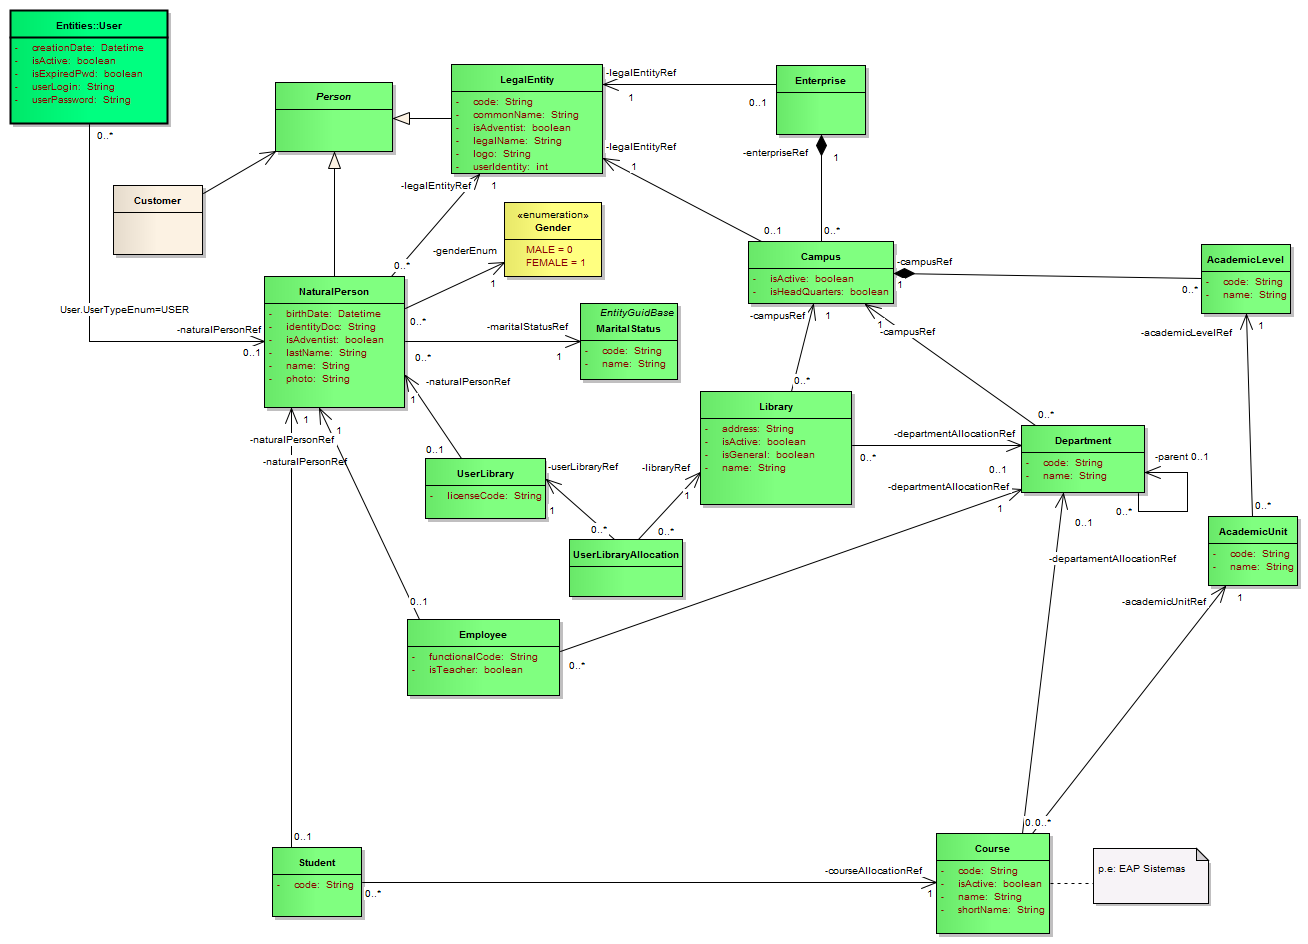 Entities::User
- creationDate: Datetime
- isActive: boolean
- isExpiredPwd: boolean
- userLogin: String
- userPassword: String
0..*
User.UserTypeEnum=USER
-naturalPersonRef
0..1
Person
Customer
LegalEntity
- code: String
- commonName: String
- isAdventist: boolean
- legalName: String
- logo: String
- userIdentity: int
-legalEntityRef
1
0..1
Enterprise
-enterpriseRef
1
0..*
-legalEntityRef
1
0..1
-legalEntityRef
1
0..*
«enumeration»
Gender
MALE = 0
FEMALE = 1
-genderEnum
1
0..*
NaturalPerson
- birthDate: Datetime
- identityDoc: String
- isAdventist: boolean
- lastName: String
- name: String
- photo: String
EntityGuidBase
MaritalStatus
- code: String
- name: String
-maritalStatusRef
0..*
1
Campus
- isActive: boolean
- isHeadQuarters: boolean
-campusRef
1
0..*
AcademicLevel
- code: String
- name: String
-campusRef
1
0..*
1
-campusRef
0..*
-academicLevelRef
1
0..*
-naturalPersonRef
1
0..1
Library
- address: String
- isActive: boolean
- isGeneral: boolean
- name: String
-departmentAllocationRef
0..*
0..1
Department
- code: String
- name: String
-parent 0..1
0..*
-naturalPersonRef
1
-naturalPersonRef
1
UserLibrary
- licenseCode: String
-userLibraryRef
1
0..*
-libraryRef
1
0..*
UserLibraryAllocation
-departmentAllocationRef
1
0..*
0..1
-departamentAllocationRef
AcademicUnit
- code: String
- name: String
-academicUnitRef
1
0..1
Employee
- functionalCode: String
- isTeacher: boolean
0..1
Student
- code: String
0..*
-courseAllocationRef
1
0..0..*
Course
- code: String
- isActive: boolean
- name: String
- shortName: String
p.e: EAP Sistemas